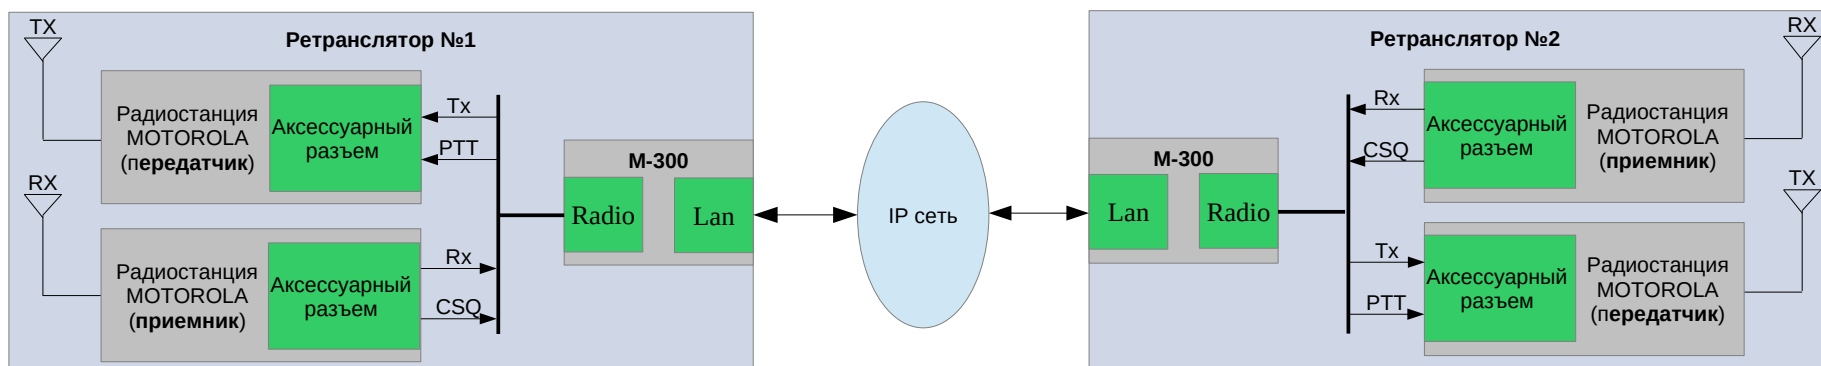 TX
Ретранслятор №1
Радиостанция
MOTOROLA
(передатчик)
Аксессуарный
разъем
Tx
PTT
RX
Радиостанция
MOTOROLA
(приемник)
Аксессуарный
разъем
Rx
CSQ
M-300
Radio
Lan
IP сеть
Ретранслятор №2
M-300
Lan
Radio
Rx
CSQ
Аксессуарный
разъем
Радиостанция
MOTOROLA
(приемник)
RX
Tx
PTT
Аксессуарный
разъем
Радиостанция
MOTOROLA
(передатчик)
TX